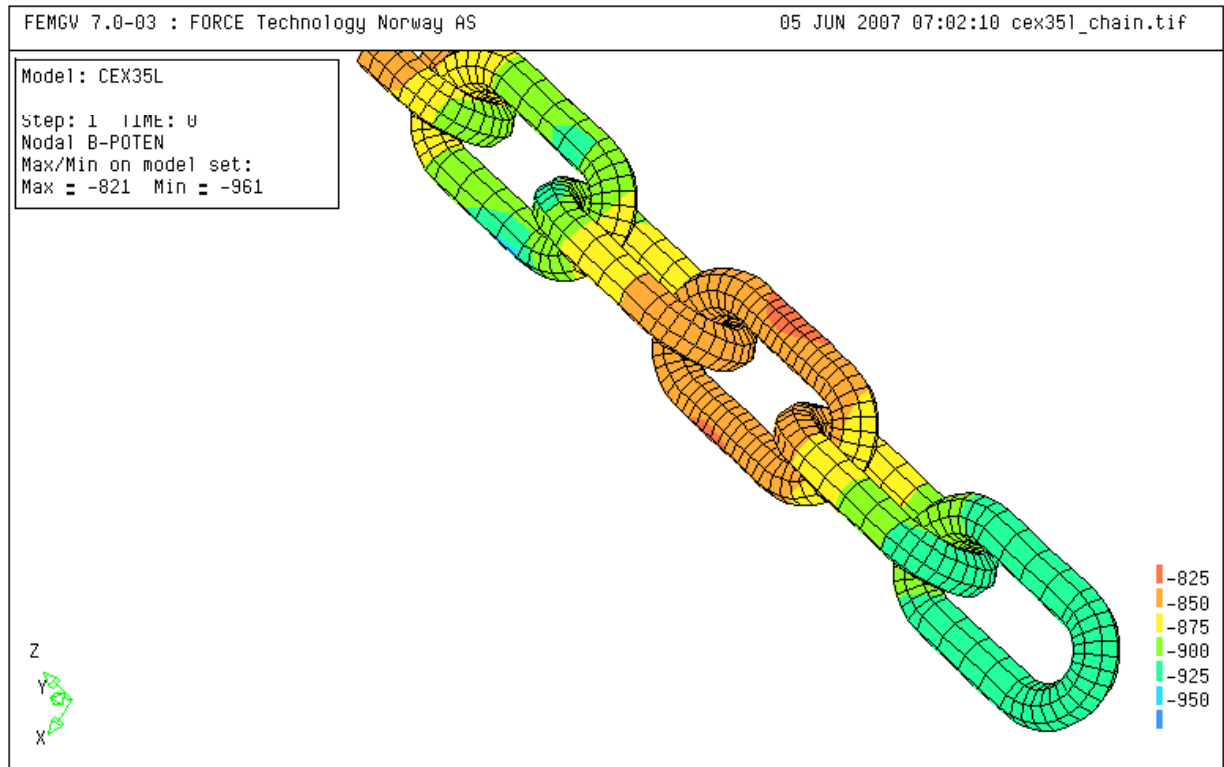 FEMGV 7.0-03 : FORCE Technology Norway AS
05 JUN 2007 07:02:10 cex35l_chain.tif
Model: CEX35L
Step: 1 TIME: 0
Nodal B-POTEN
Max/Min on model set:
Max = -821 Min = -961
-825
-850
-875
-900
-925
-950
Z
Y
X